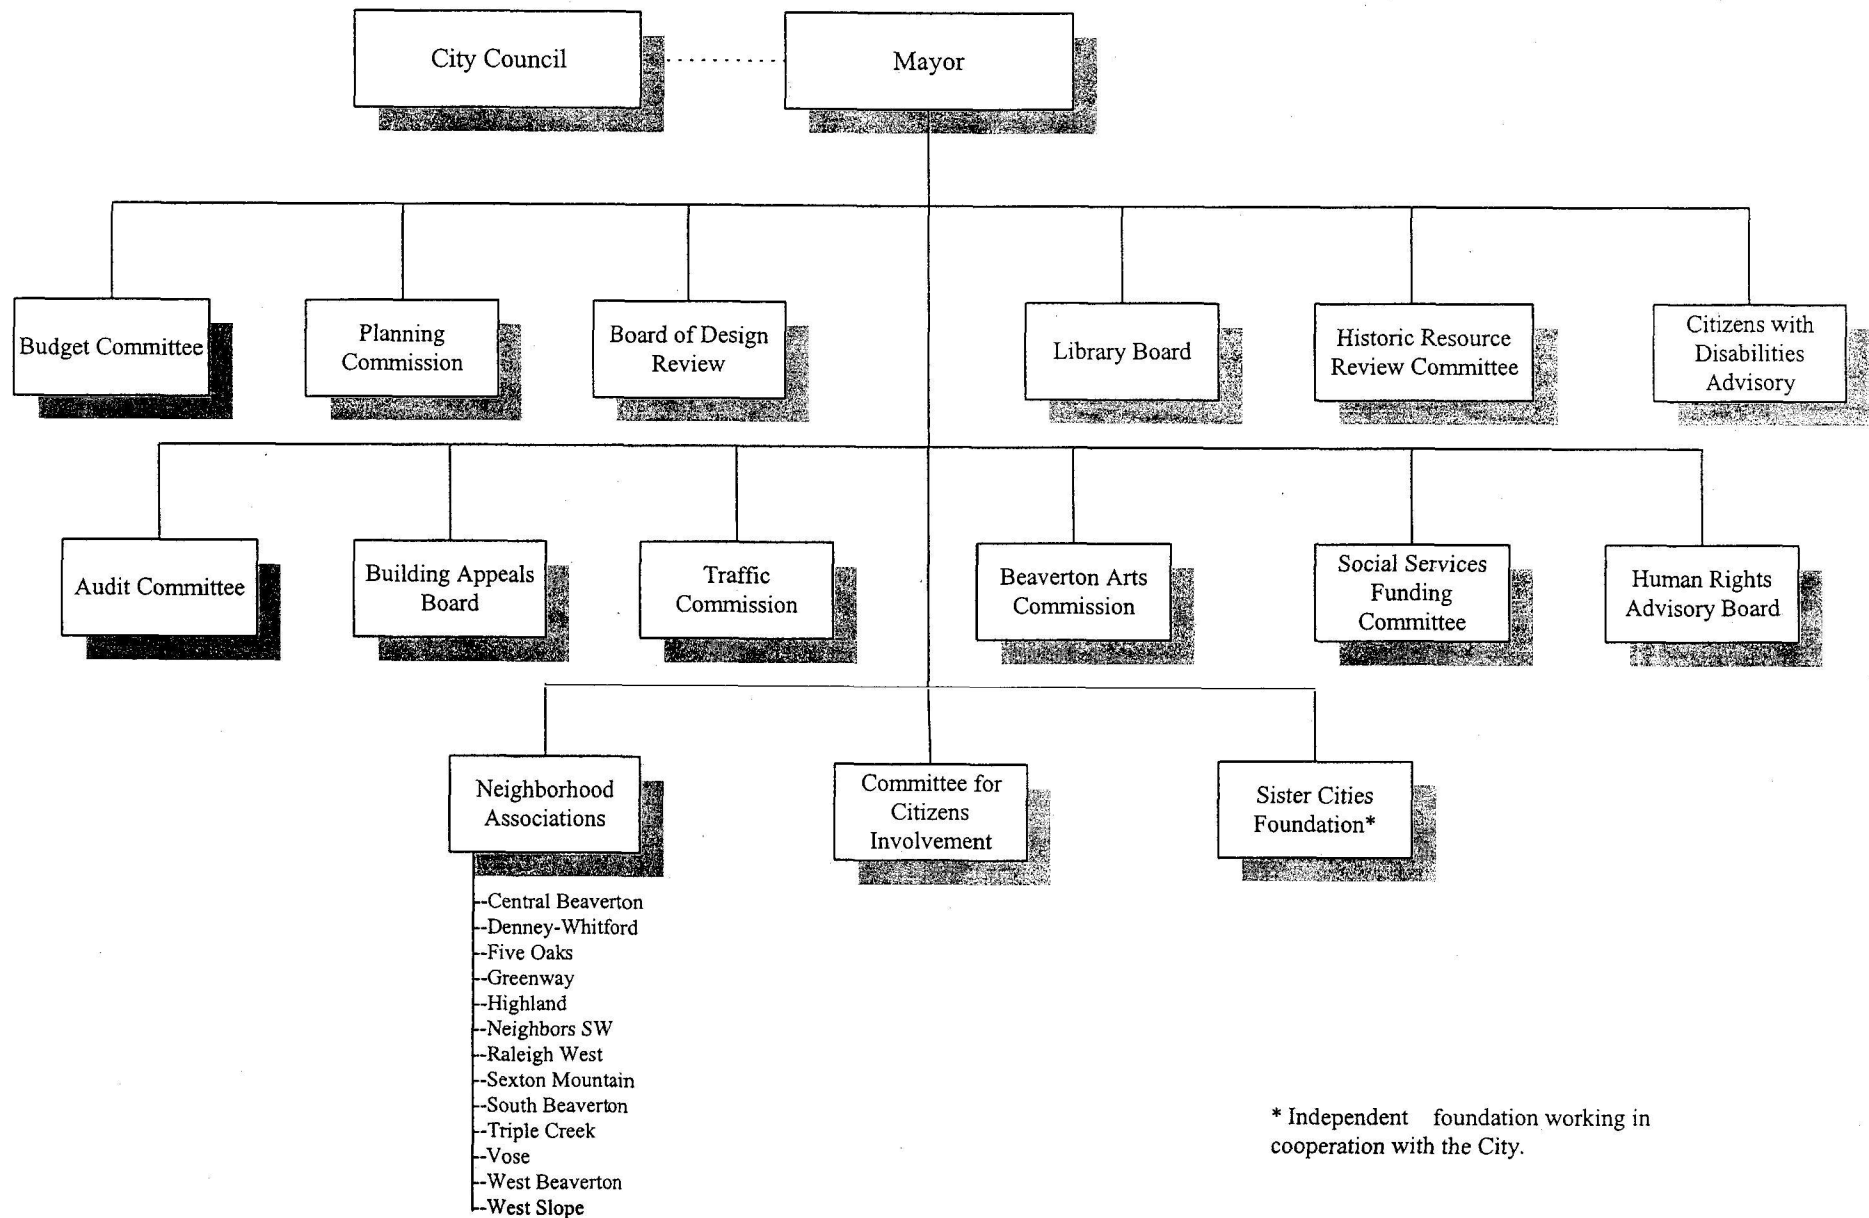 City Council
Mayor
Budget Committee
Planning
Commission
Board of Design
Review
Library Board
Historic Resource
Review Committee
Citizens with
Disabilities
Advisory
Audit Committee
Building Appeals
Board
Traffic
Commission
Beaverton Arts
Commission
Social Services
Funding
Committee
Human Rights
Advisory Board
Neighborhood
Associations
Committee for
Citizens
Involvement
Sister Cities
Foundation*
--Central Beaverton
--Denney-Whitford
--Five Oaks
--Greenway
--Highland
--Neighbors SW
--Raleigh West
--Sexton Mountain
--South Beaverton
--Triple Creek
--Vose
--West Beaverton
--West Slope
* Independent foundation working in
cooperation with the City.